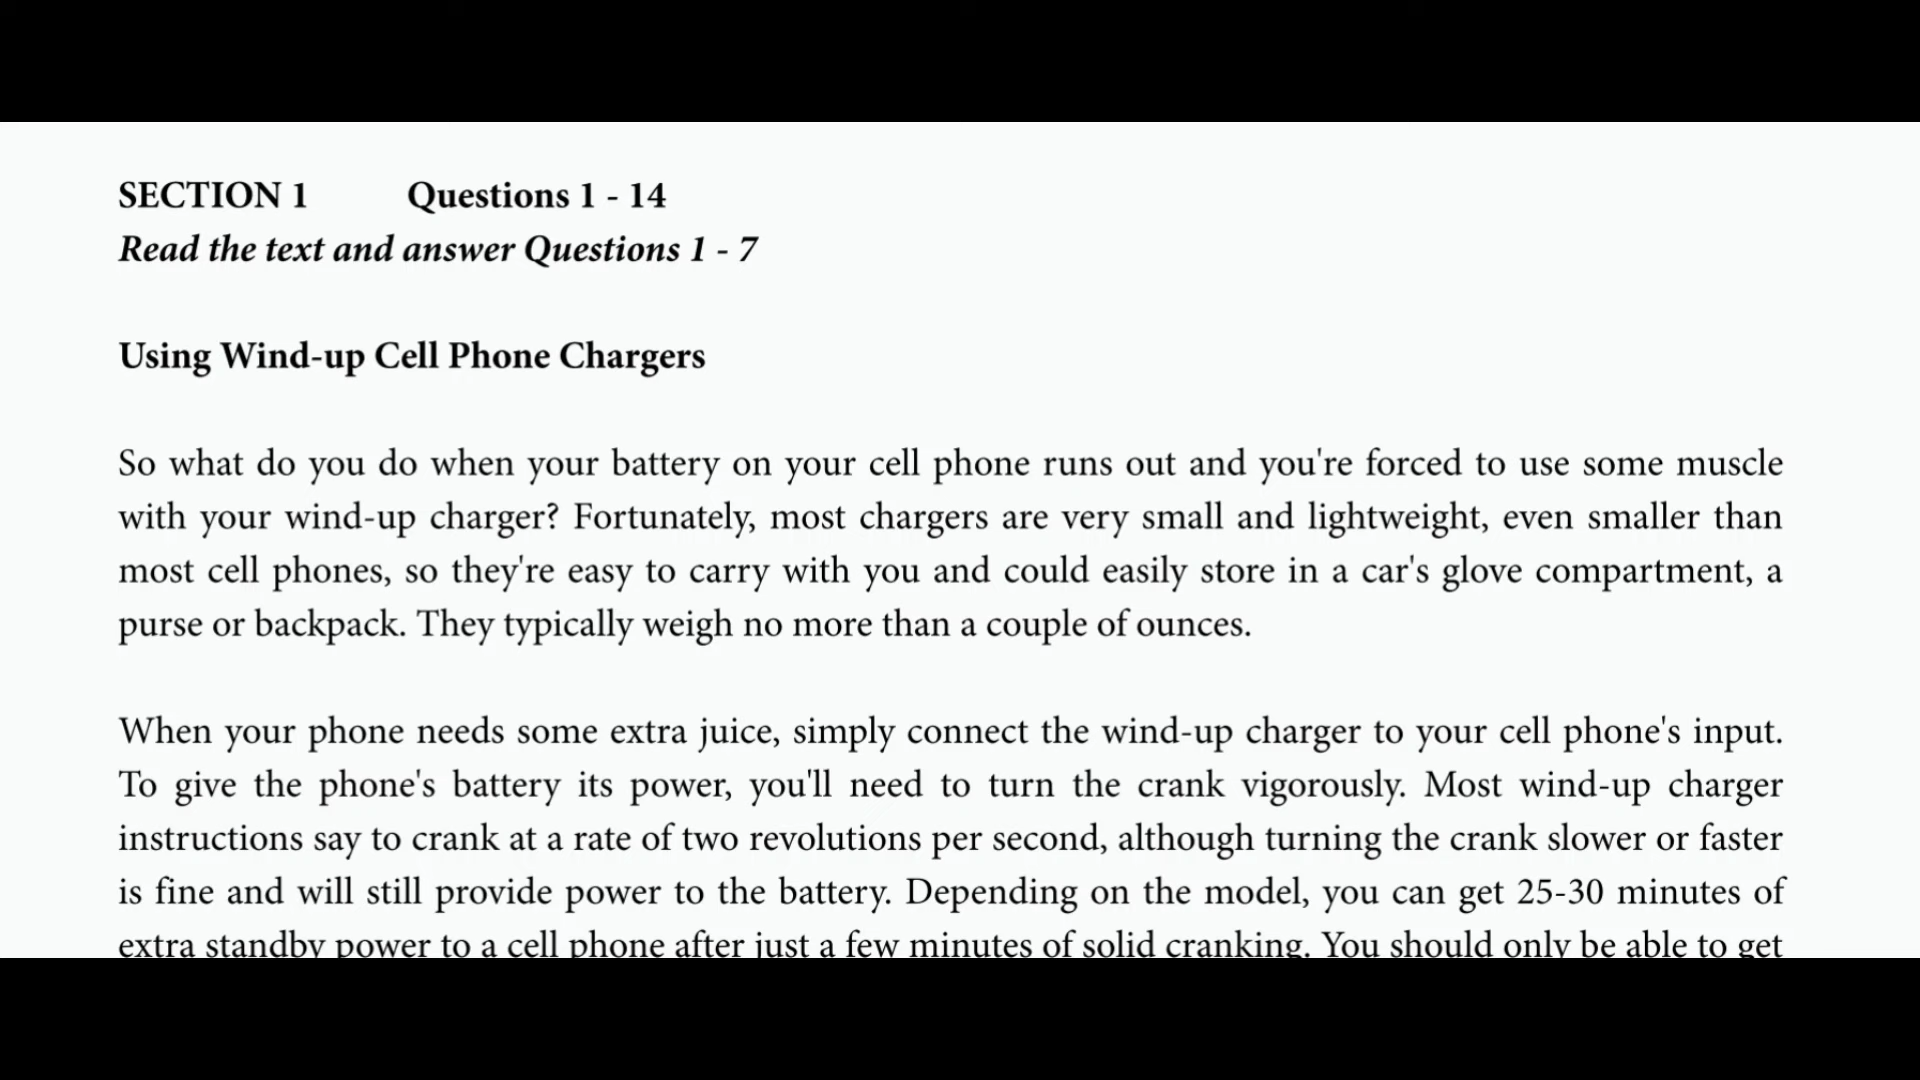 SECTION 1 Questions 1 - 14
Read the text and answer Questions 1 - 7
Using Wind-up Cell Phone Chargers
So what do you do when your battery on your cell phone runs out and you're forced to use some muscle
with your wind-up charger? Fortunately, most chargers are very small and lightweight, even smaller than
most cell phones, so they're easy to carry with you and could easily store in a car's glove compartment, a
purse or backpack. They typically weigh no more than a couple of ounces.
When your phone needs some extra juice, simply connect the wind-up charger to your cell phone's input.
To give the phone's battery its power, you'll need to turn the crank vigorously. Most wind-up charger
instructions say to crank at a rate of two revolutions per second, although turning the crank slower or faster
is fine and will still provide power to the battery. Depending on the model, you can get 25-30 minutes of
extra standby power to a cell phone after just a few minutes of solid cranking. You should only be able to get